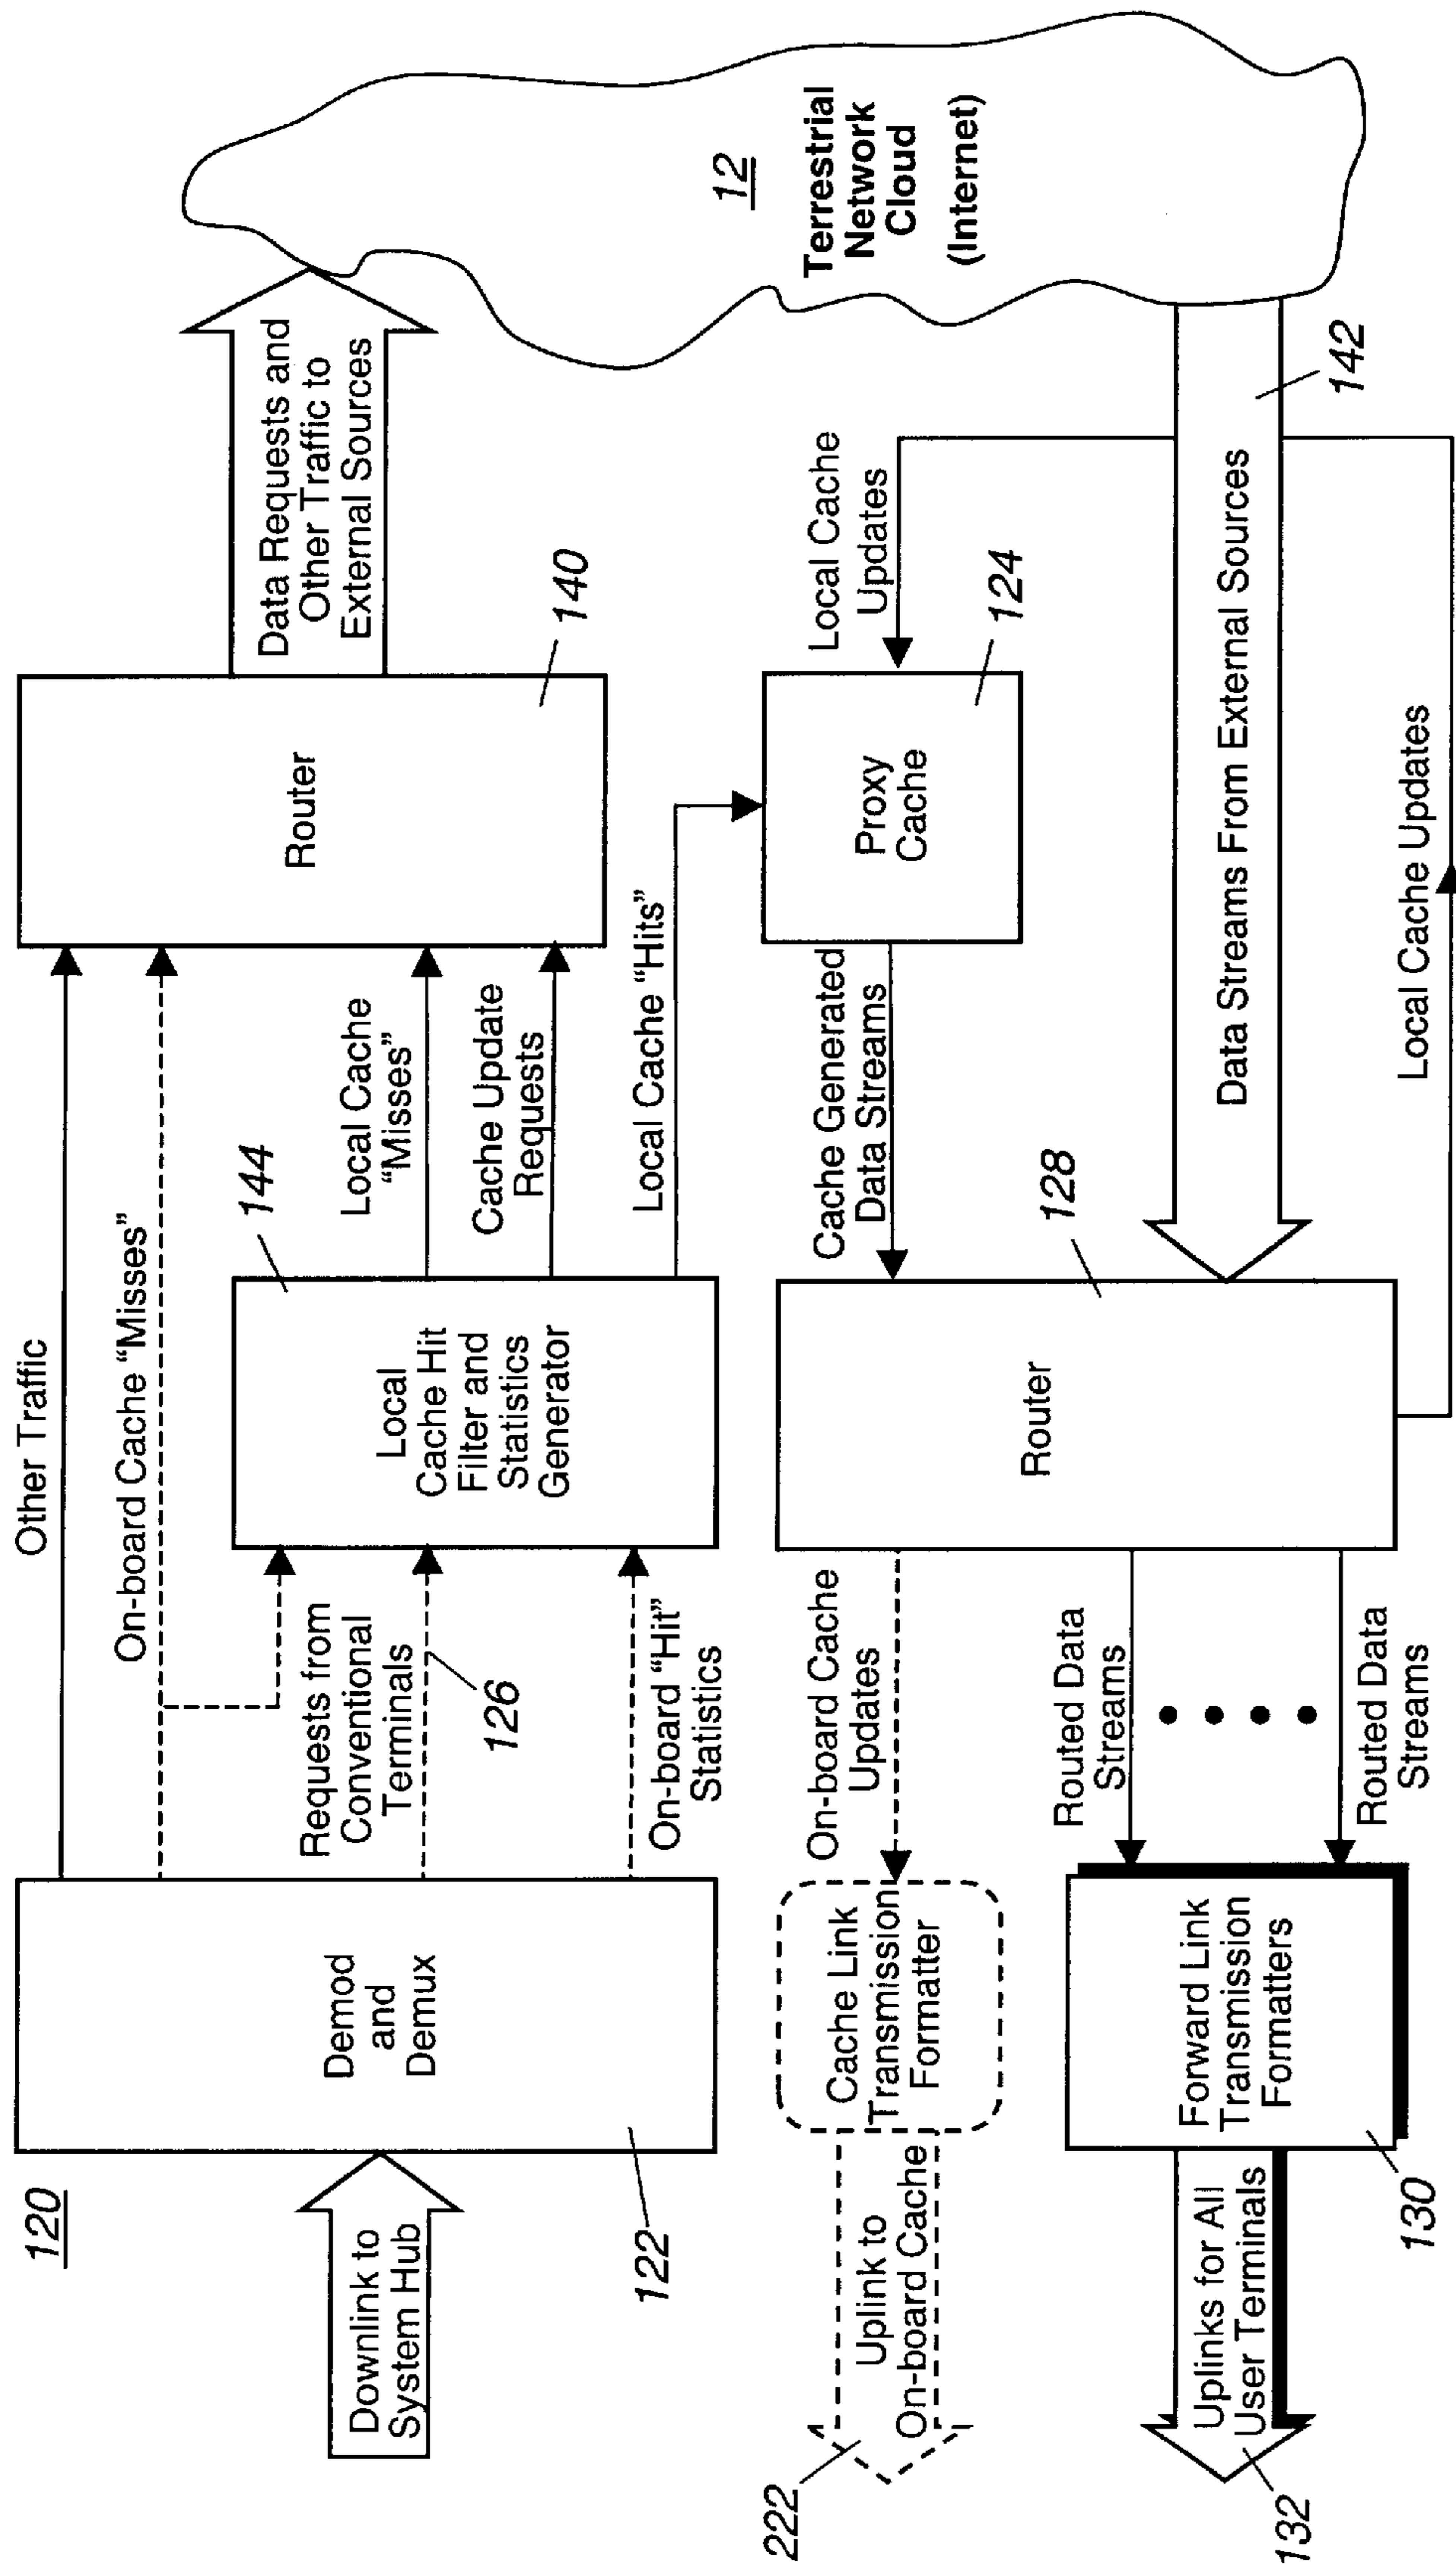 120
Downlink to
System Hub
122
Demod
and
Demux
Other Traffic
On-board Cache “Misses”
Requests from
Conventional
Terminals
126
On-board “Hit”
Statistics
144
Local
Cache Hit
Filter and
Statistics
Generator
Local Cache
“Misses”
Cache Update
Requests
Local Cache “Hits”
Router
140
Data Requests and
Other Traffic to
External Sources
12
Terrestrial
Network
Cloud
(Internet)
Local Cache
Updates
Proxy
Cache
124
Cache Generated
Data Streams
142
Data Streams From External Sources
Local Cache Updates
128
Router
On-board Cache
Updates
Routed Data
Streams
Routed Data
Streams
Cache Link
Transmission
Formatter
Uplink to
On-board Cache
222
Forward Link
Transmission
Formatters
130
Uplinks for All
User Terminals
132